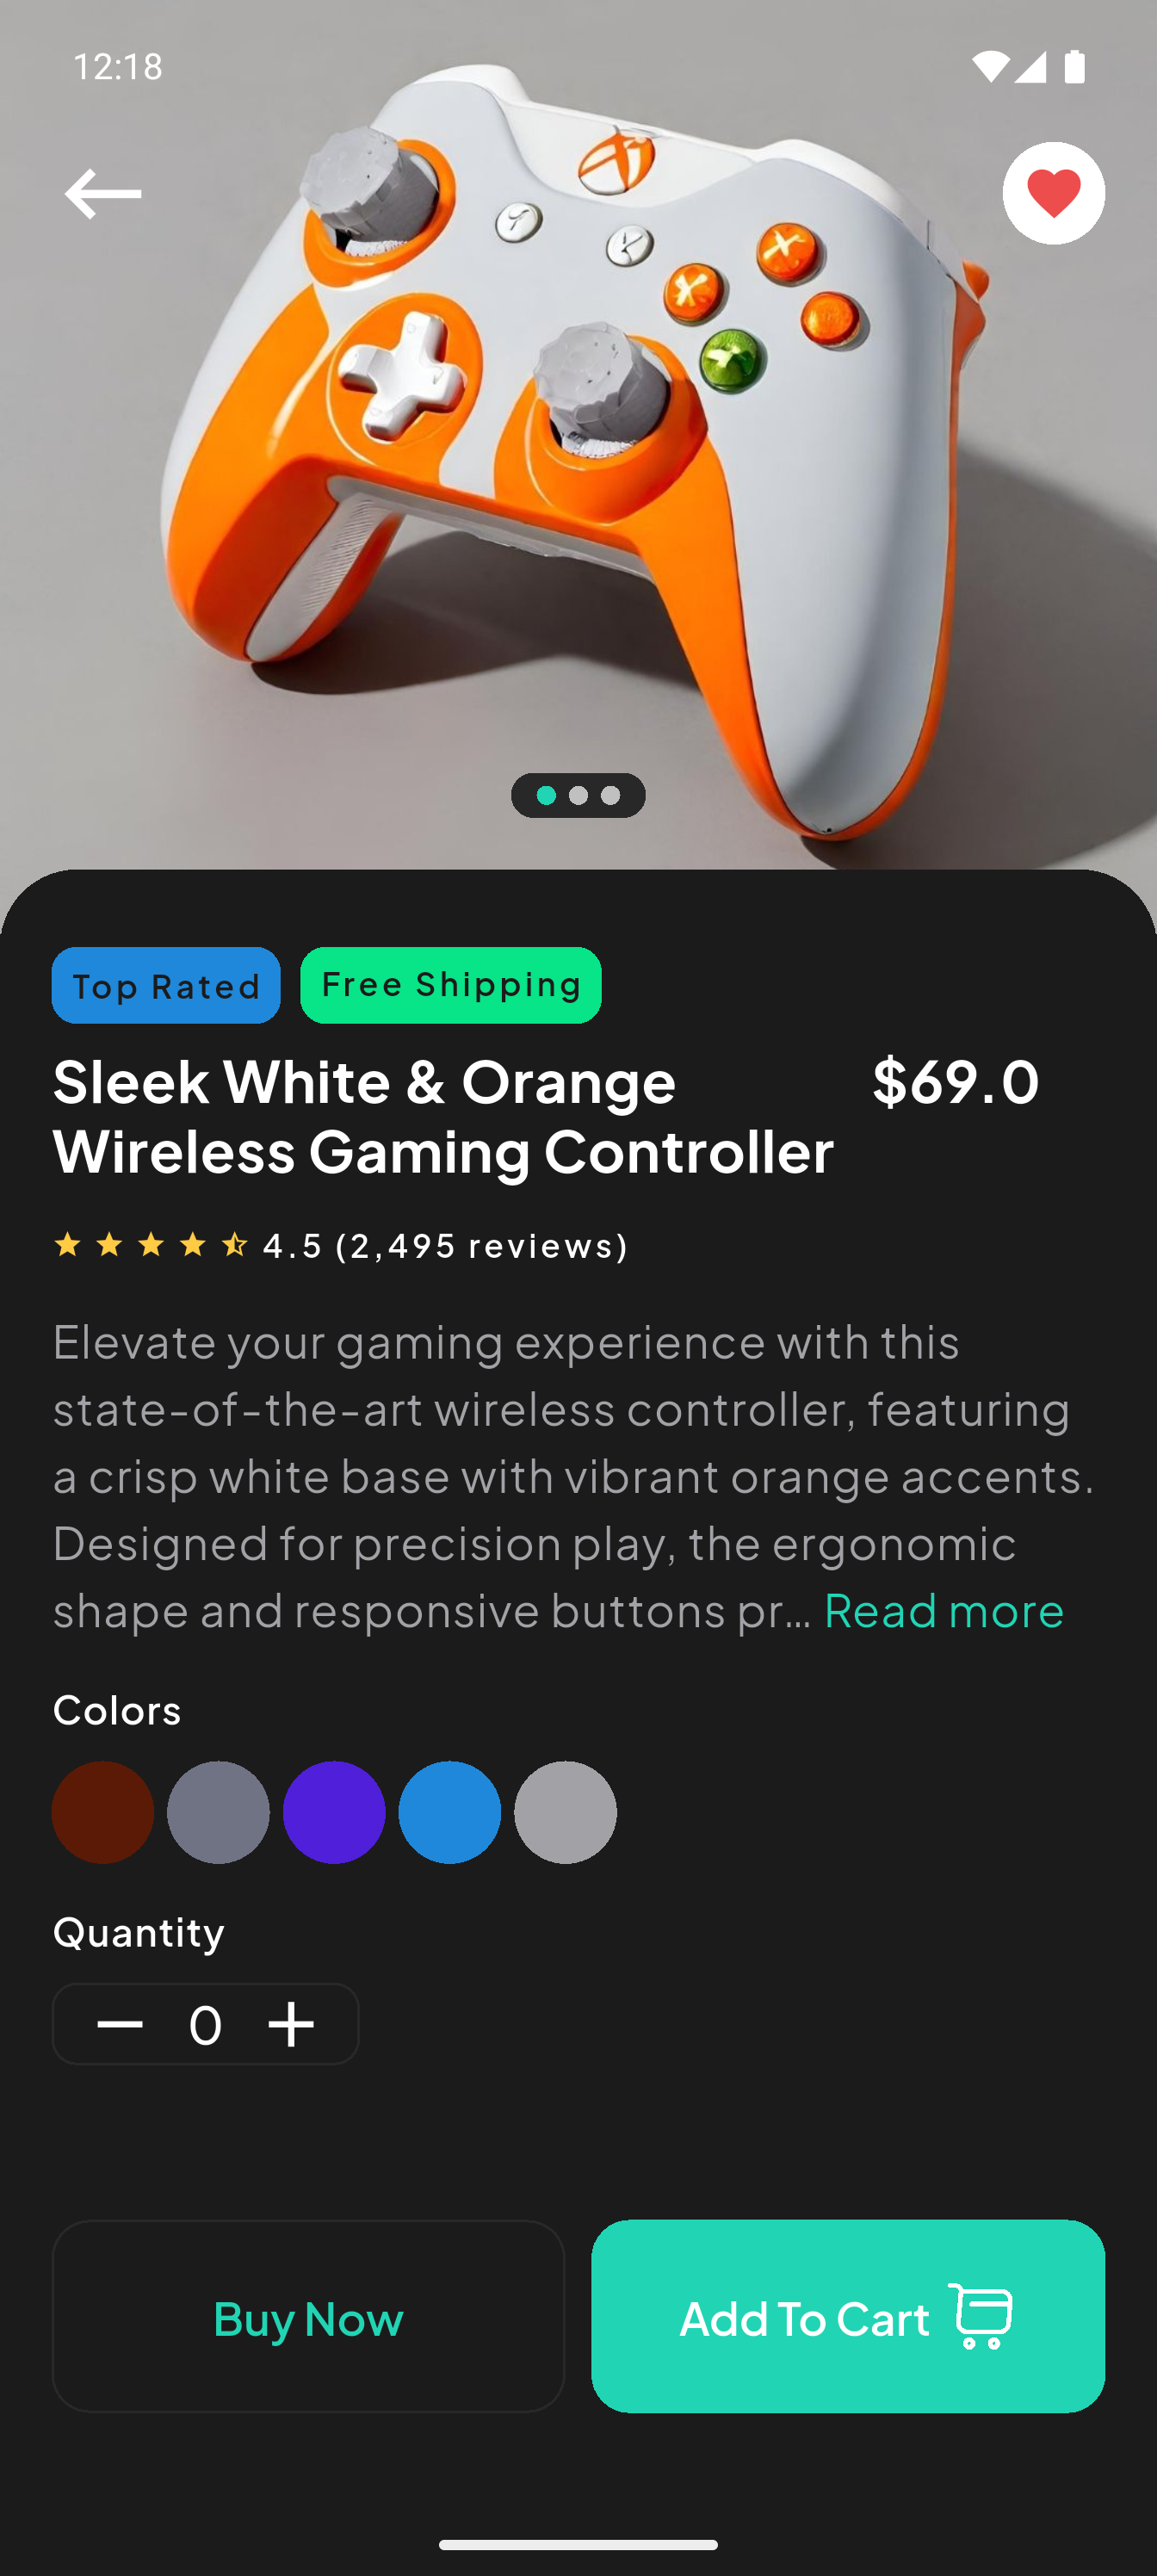 12:18
Top Rated
Free Shipping
Sleek White & Orange
Wireless Gaming Controller
$69.0
4.5 (2,495 reviews)
Elevate your gaming experience with this
state-of-the-art wireless controller, featuring
a crisp white base with vibrant orange accents.
Designed for precision play, the ergonomic
shape and responsive buttons pr... Read more
Colors
Quantity
0
Buy Now
Add To Cart